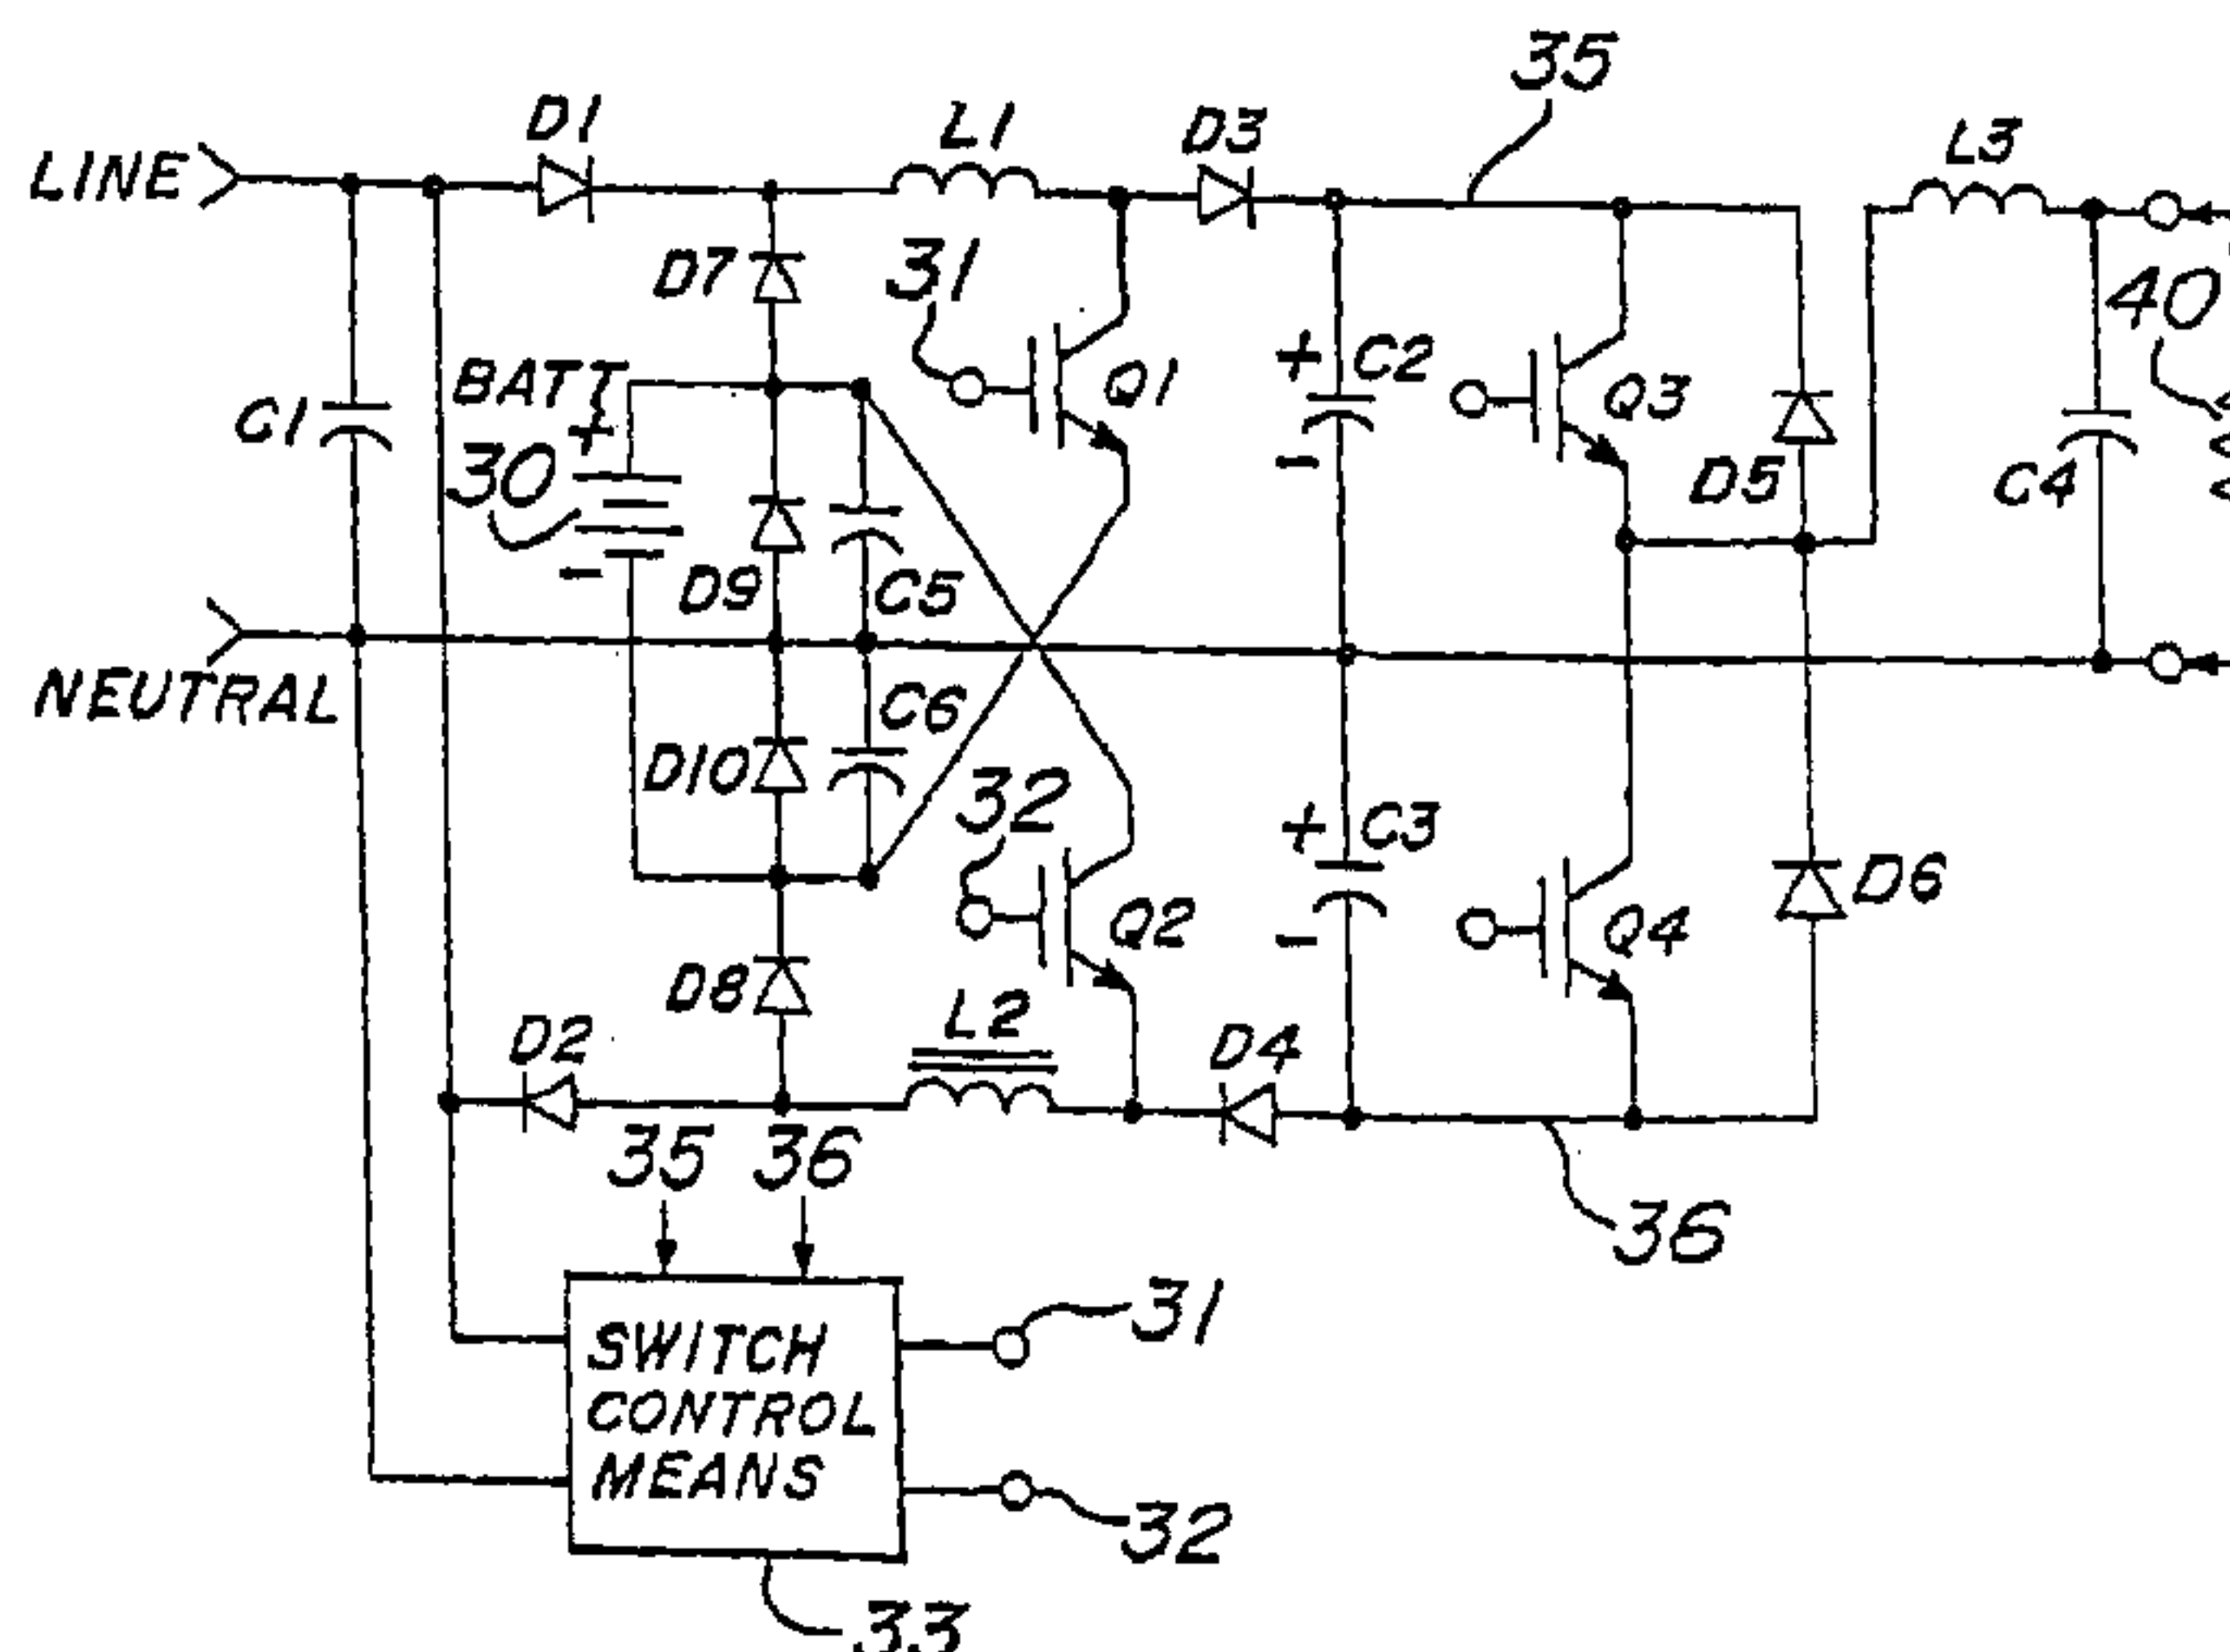 35
D1
L1
D3
L3
LINE
D7
31
40
BATT
+
C1
30
-
Q1
+
C2
-
Q3
D5
C4
D9
C5
NEUTRAL
C6
D10
32
+
C3
-
Q2
Q4
D6
D8
L2
D2
D4
35
36
36
SWITCH
CONTROL
MEANS
31
32
33